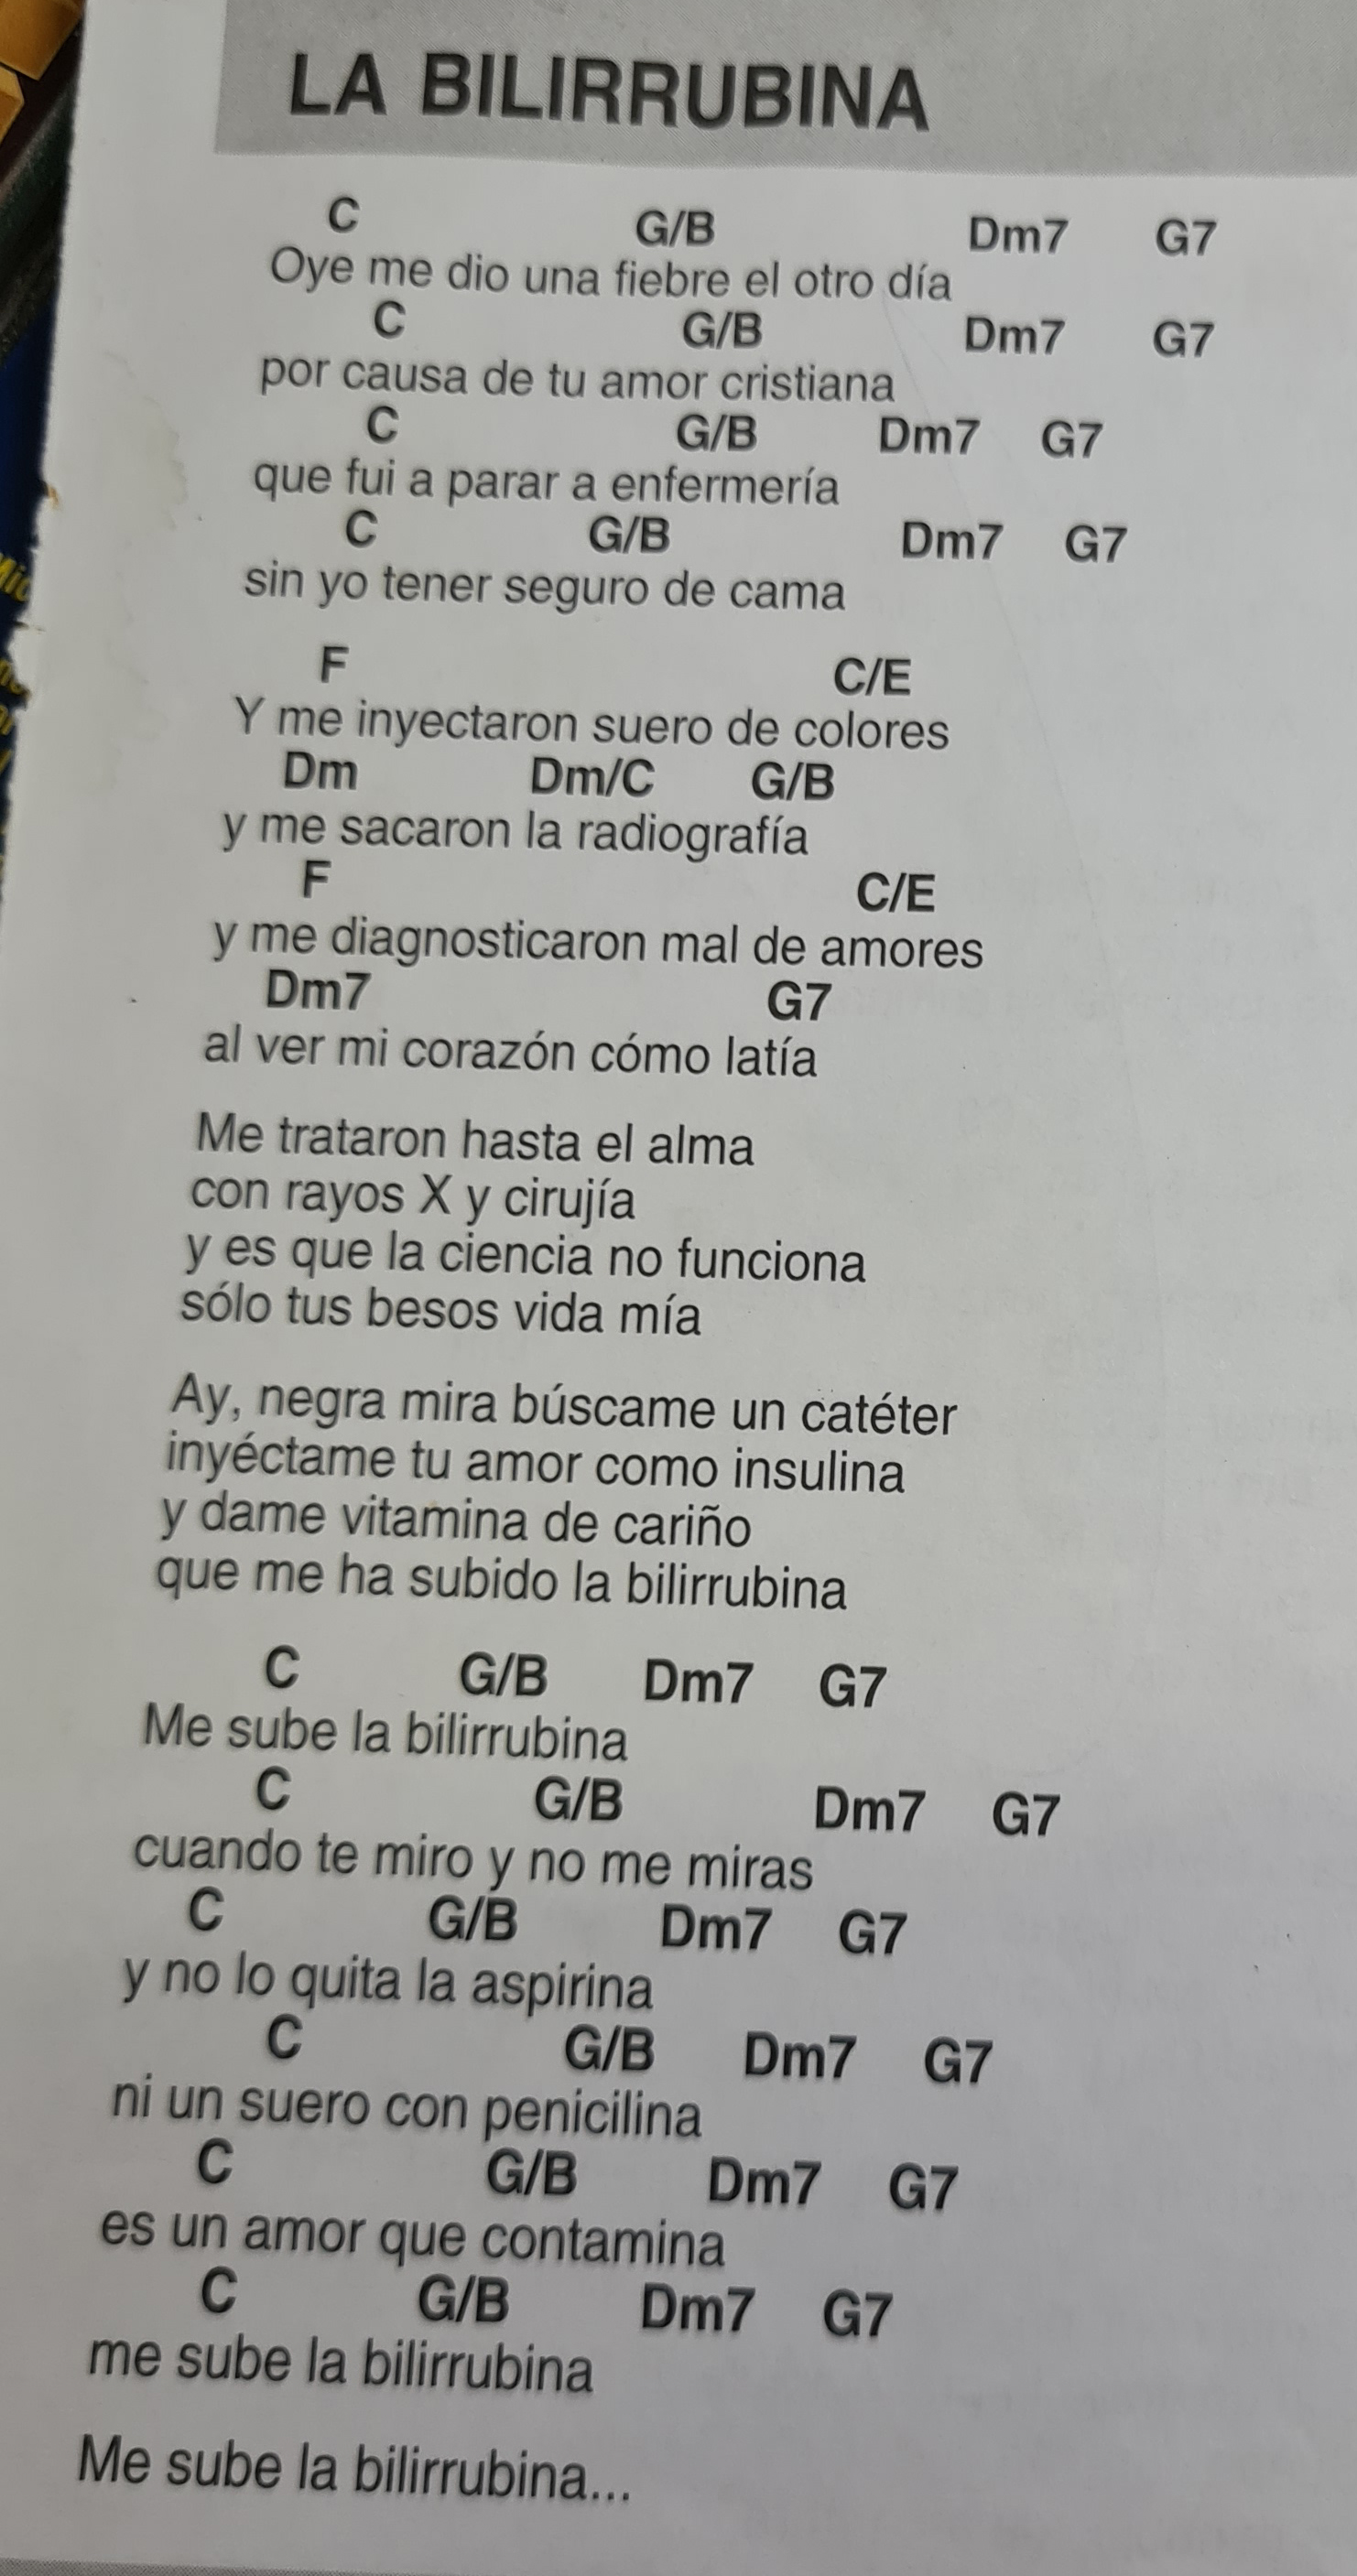 LA BILIRRUBINA
C G/B Dm7 G7
Oye me dio una fiebre el otro día
C G/B Dm7 G7
por causa de tu amor cristiana
C G/B Dm7 G7
que fui a parar a enfermería
C G/B Dm7 G7
sin yo tener seguro de cama
F C/E
Y me inyectaron suero de colores
Dm Dm/C G/B
y me sacaron la radiografía
F C/E
y me diagnosticaron mal de amores
Dm7 G7
al ver mi corazón cómo latía
Me trataron hasta el alma
con rayos X y cirujía
y es que la ciencia no funciona
sólo tus besos vida mía
Ay, negra mira búscame un catéter
inyéctame tu amor como insulina
y dame vitamina de cariño
que me ha subido la bilirrubina
C G/B Dm7 G7
Me sube la bilirrubina
C G/B Dm7 G7
cuando te miro y no me miras
C G/B Dm7 G7
y no lo quita la aspirina
C G/B Dm7 G7
ni un suero con penicilina
C G/B Dm7 G7
es un amor que contamina
C G/B Dm7 G7
me sube la bilirrubina
Me sube la bilirrubina...